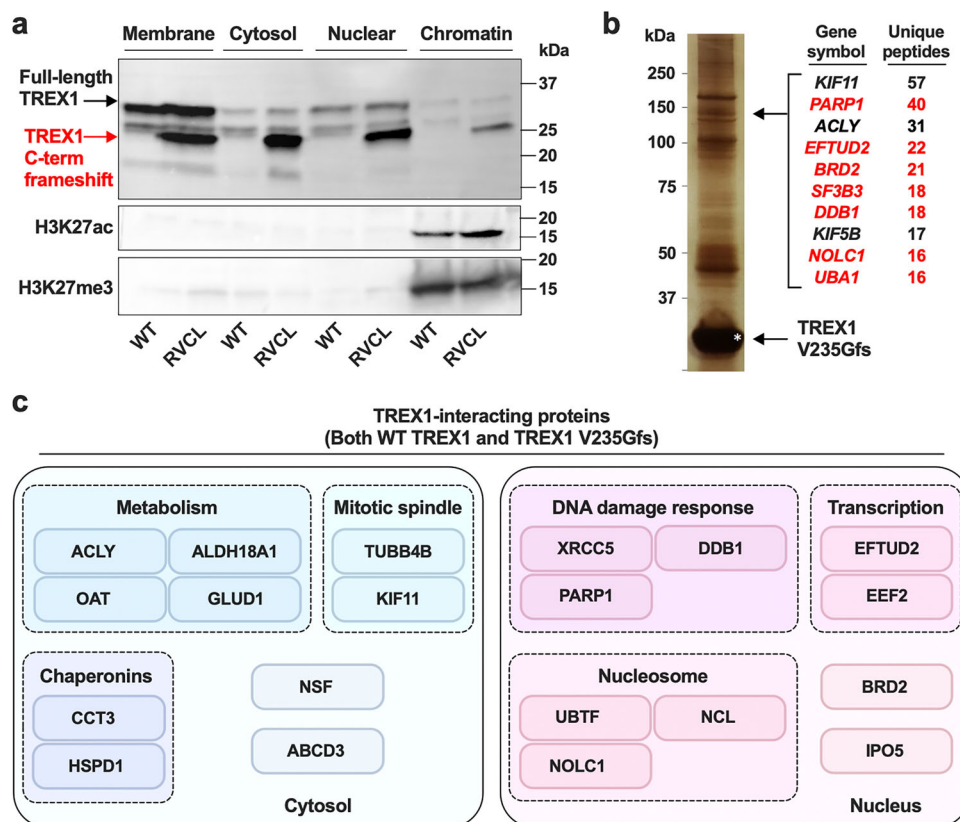 a
Membrane Cytosol Nuclear Chromatin
kDa
Full-length
TREX1
TREX1
C-term
frameshift
37
25
20
15
H3K27ac
20
15
H3K27me3
20
15
WT RVCL WT RVCL WT RVCL WT RVCL
b
kDa
250
150
100
75
50
37
Gene symbol Unique peptides
KIF11 57
PARP1 40
ACLY 31
EFTUD2 22
BRD2 21
SF3B3 18
DDB1 18
KIF5B 17
NOLC1 16
UBA1 16
*
TREX1
V235Gfs
c
TREX1-interacting proteins
(Both WT TREX1 and TREX1 V235Gfs)
Metabolism
ACLY ALDH18A1
OAT GLUD1
Mitotic spindle
TUBB4B
KIF11
Chaperonins
CCT3
HSPD1
NSF
ABCD3
Cytosol
DNA damage response
XRCC5 DDB1
PARP1
Transcription
EFTUD2
EEF2
Nucleosome
UBTF NCL
NOLC1
BRD2
IPO5
Nucleus